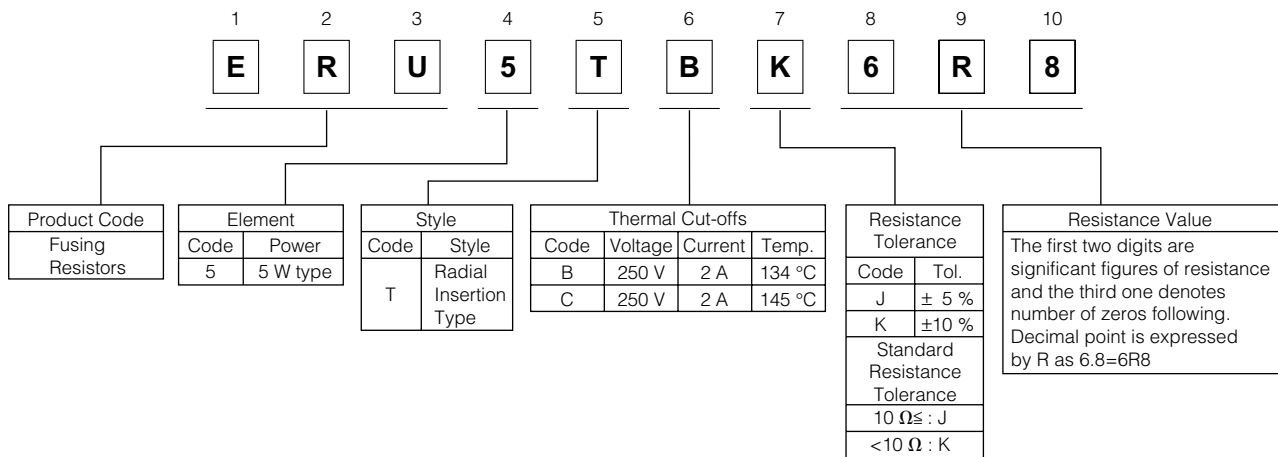 1 2 3 4 5 6 7 8 9 10
E R U 5 T B K 6 R 8
Product Code
Fusing
Resistors
Element
Code Power
5 5 W type
Style
Code Style
T Radial
Insertion
Type
Thermal Cut-offs
Code Voltage Current Temp.
B 250 V 2 A 134 °C
C 250 V 2 A 145 °C
Resistance
Tolerance
Code Tol.
J ± 5 %
K ±10 %
Standard
Resistance
Tolerance
10 Ω≤ : J
<10 Ω : K
Resistance Value
The first two digits are
significant figures of resistance
and the third one denotes
number of zeros following.
Decimal point is expressed
by R as 6.8=6R8